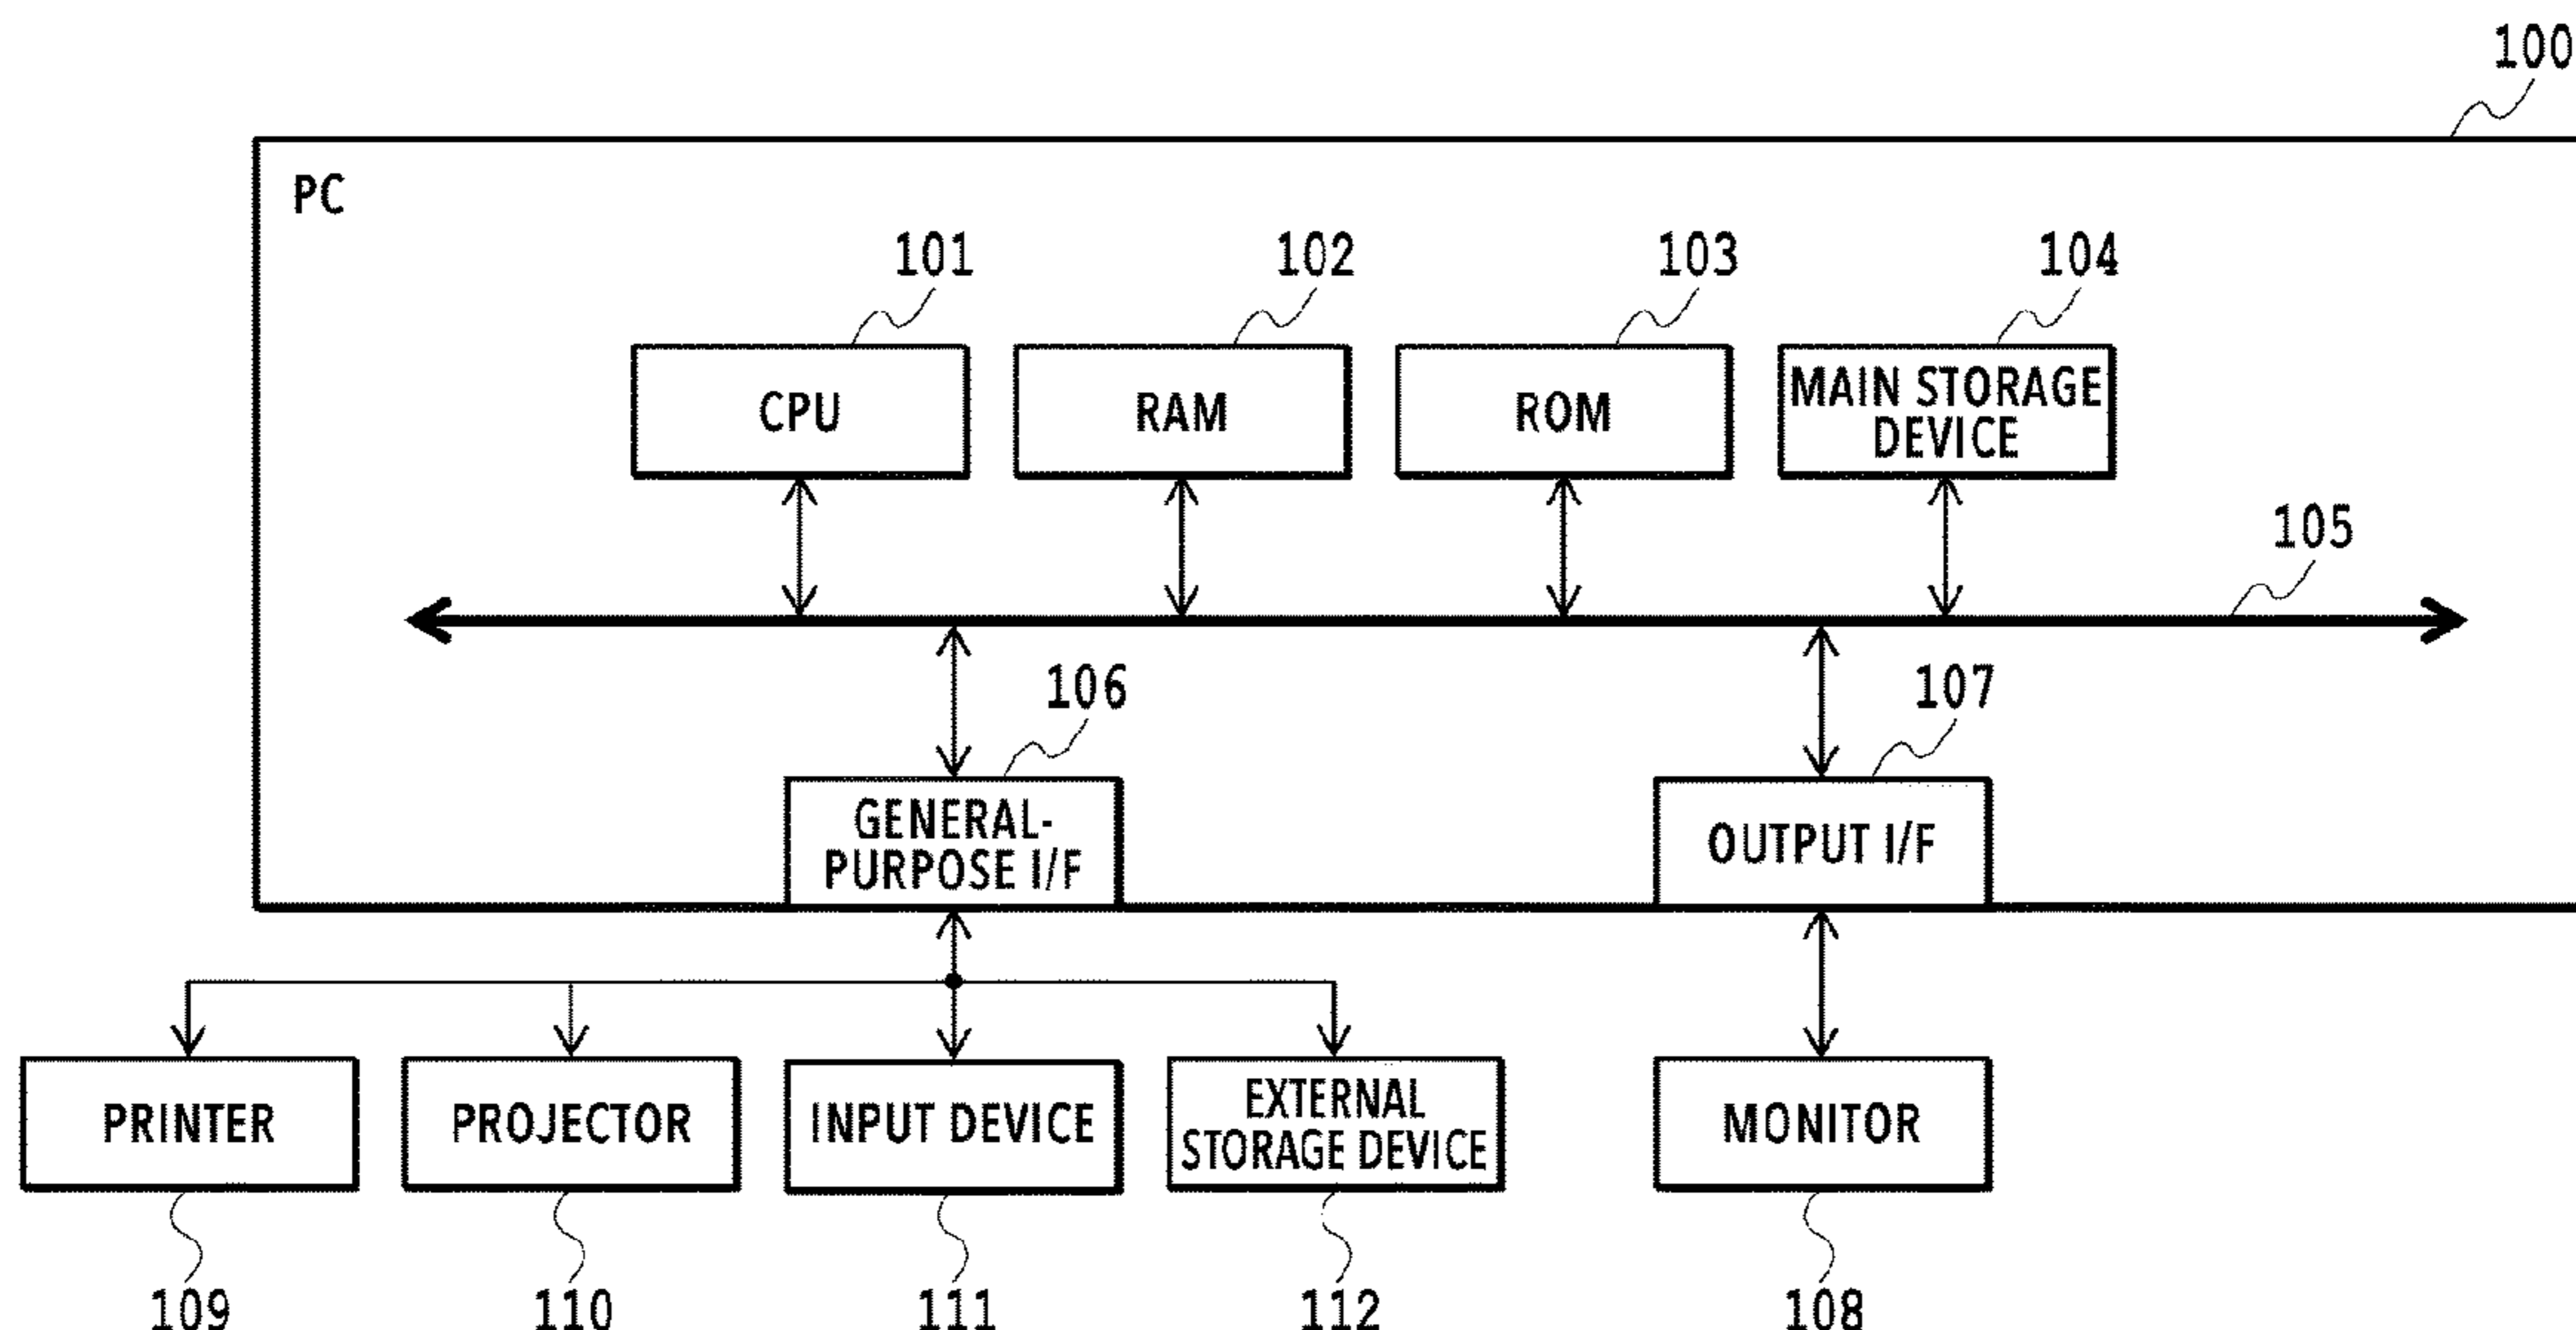 100
PC
101
102
103
104
CPU
RAM
ROM
MAIN STORAGE
DEVICE
105
106
107
GENERAL-
PURPOSE I/F
OUTPUT I/F
PRINTER
PROJECTOR
INPUT DEVICE
EXTERNAL
STORAGE DEVICE
MONITOR
109
110
111
112
108